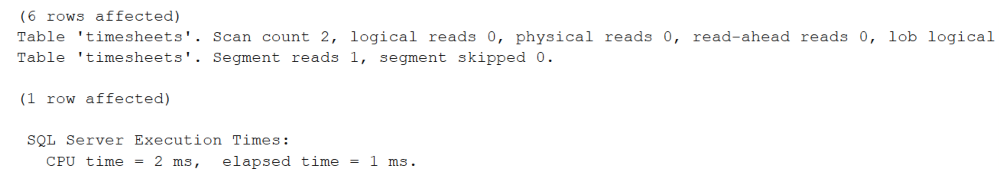 (6 rows affected)
Table 'timesheets'. Scan count 2, logical reads 0, physical reads 0, read-ahead reads 0, lob logical
Table 'timesheets'. Segment reads 1, segment skipped 0.
(1 row affected)
SQL Server Execution Times:
CPU time = 2 ms,  elapsed time = 1 ms.